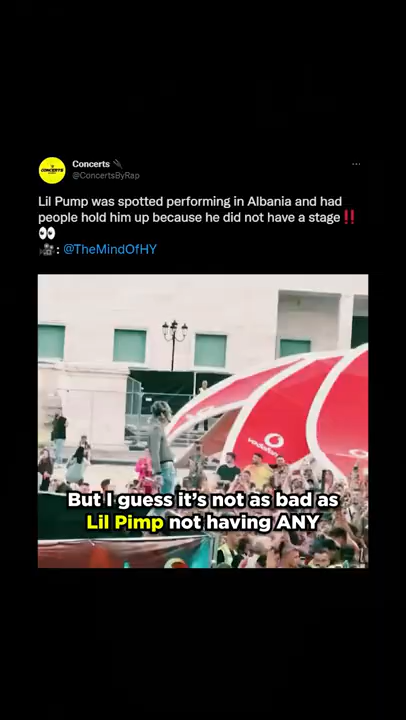 Concerts
@ConcertsByRap
Lil Pump was spotted performing in Albania and had
people hold him up because he did not have a stage‼️
👀
🎥: @TheMindOfHY
vodafone
But I guess it's not as bad as
Lil Pimp not having ANY